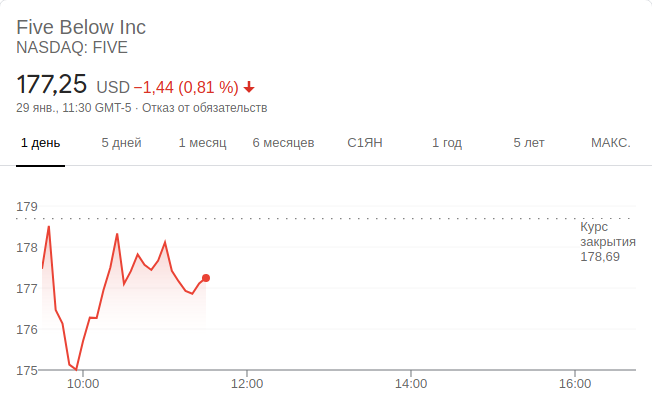 Five Below Inc
NASDAQ: FIVE
177,25 USD −1,44 (0,81 %)
29 янв., 11:30 GMT-5 · Отказ от обязательств
1 день 5 дней 1 месяц 6 месяцев С1ЯН 1 год 5 лет МАКС.
179
Курс
закрытия
178,69
178
177
176
175
10:00 12:00 14:00 16:00